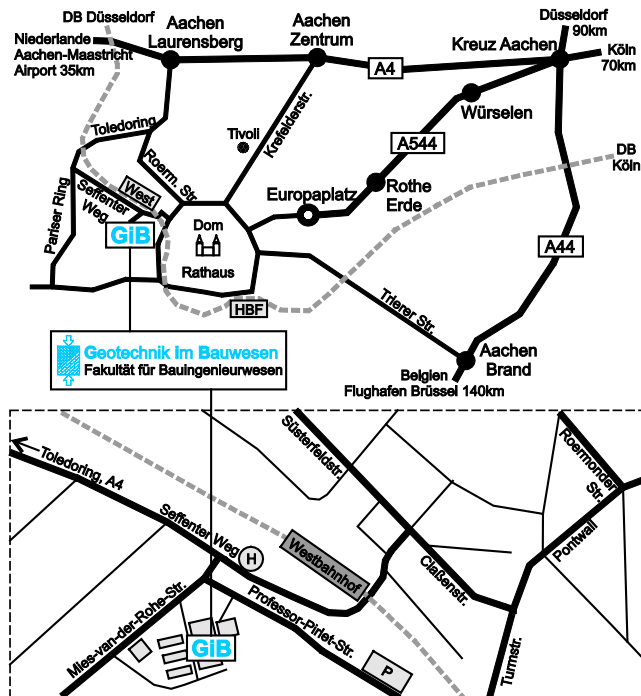 DB Düsseldorf
Niederlande
Aachen-Maastricht
Airport 35km
Aachen
Laurensberg
Aachen
Zentrum
Düsseldorf
90km
Kreuz Aachen
Köln
70km
A4
Toledoring
Tivoli
Krefelderstr.
Würselen
A544
DB
Köln
Roerm. Str.
West
Europaplatz
Rothe
Erde
Pariser Ring
Seffenter
Weg
GiB
Dom
Rathaus
A44
HBF
Trierer Str.
Geotechnik im Bauwesen
Fakultät für Bauingenieurwesen
Aachen
Brand
Belgien
Flughafen Brüssel 140km
Toledoring, A4
Süsterfeldstr.
Roermonder
Str.
Seffenter Weg
H
Westbahnhof
Pontwall
Claßenstr.
Mies-van-der-Rohe-Str.
Professor-Pirlet-Str.
GiB
P
Turmstr.